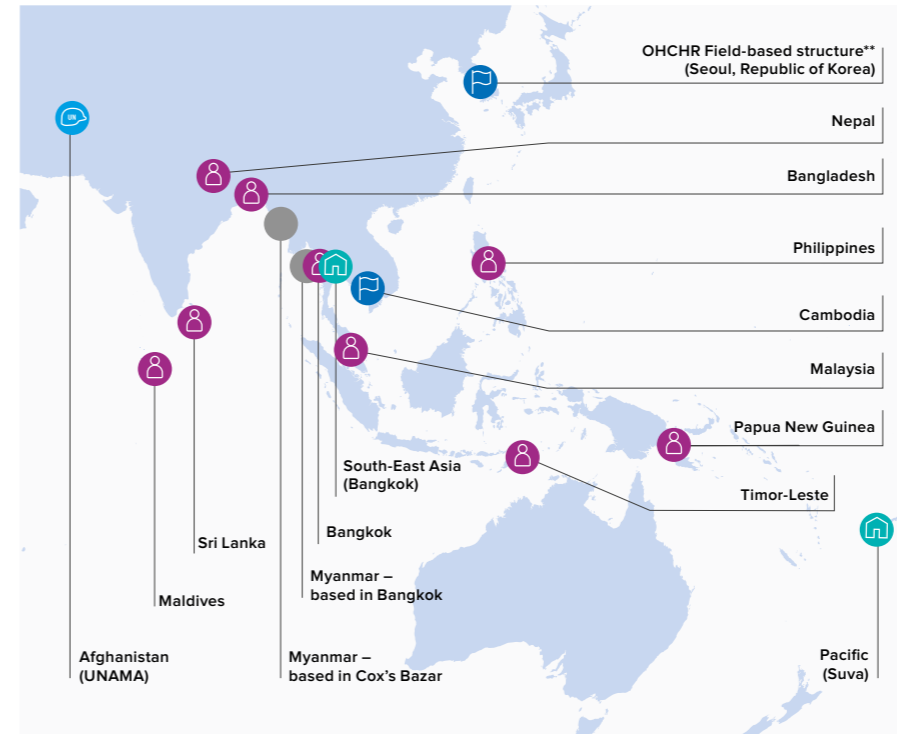 OHCHR Field-based structure**
(Seoul, Republic of Korea)
UN
Nepal
Bangladesh
Philippines
Cambodia
Malaysia
Papua New Guinea
South-East Asia
(Bangkok)
Timor-Leste
Bangkok
Sri Lanka
Myanmar –
based in Bangkok
Maldives
Afghanistan
(UNAMA)
Myanmar –
based in Cox's Bazar
Pacific
(Suva)